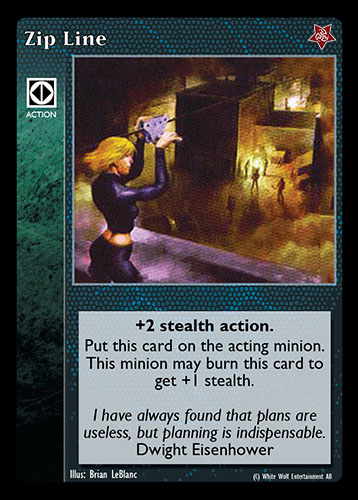 Zip Line
ACTION
+2 stealth action.
Put this card on the acting minion.
This minion may burn this card to
get +1 stealth.
I have always found that plans are
useless, but planning is indispensable.
Dwight Eisenhower
Illus: Brian LeBlanc
(C) White Wolf Entertainment AB